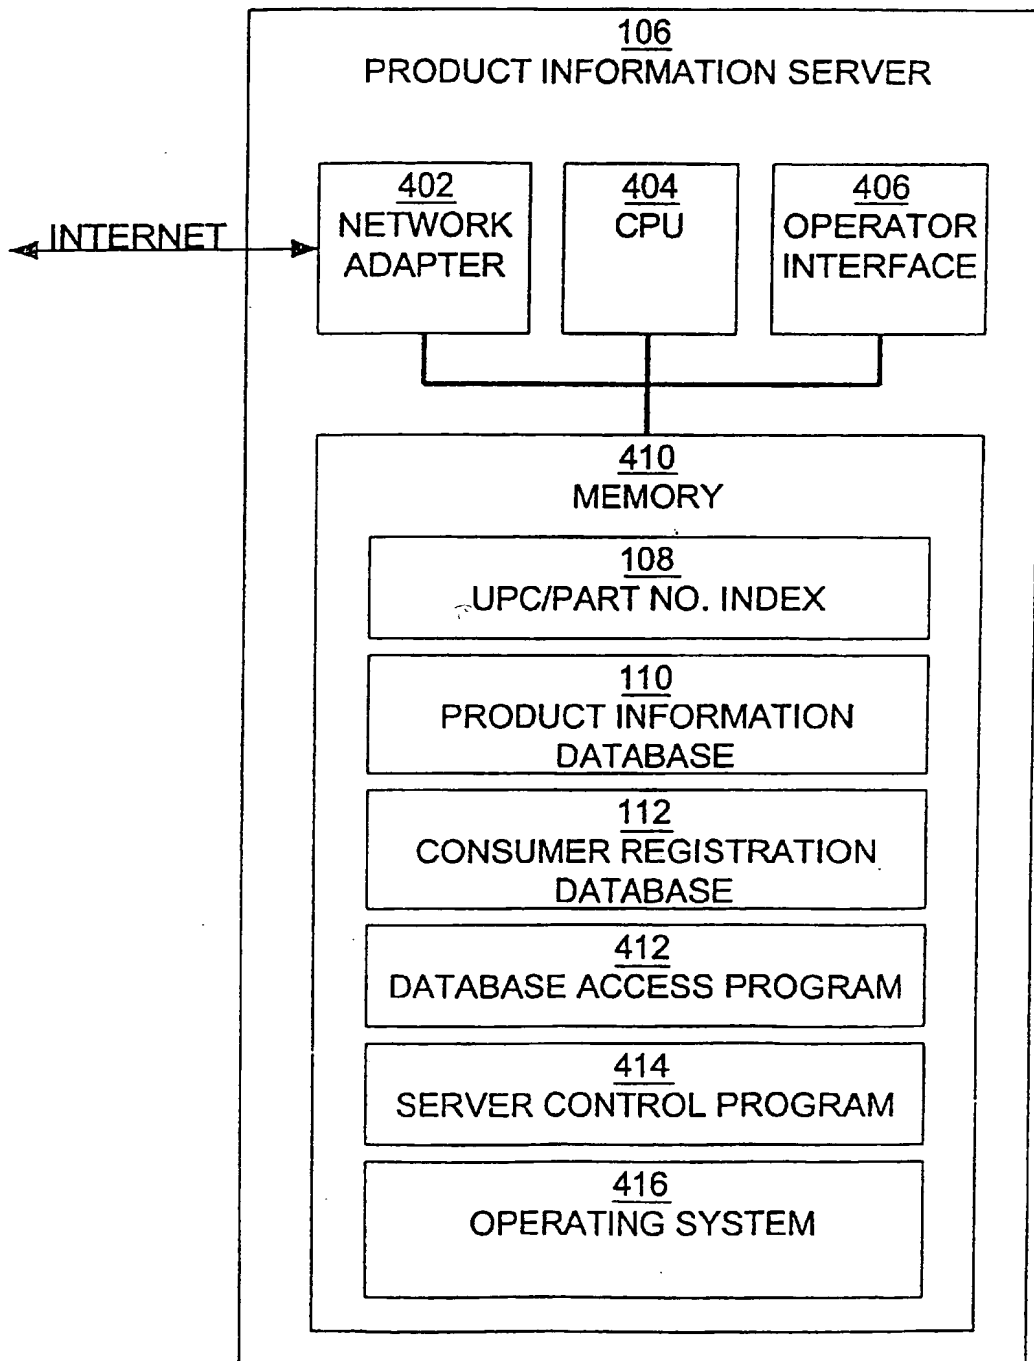 106
PRODUCT INFORMATION SERVER
INTERNET
402
NETWORK
ADAPTER
404
CPU
406
OPERATOR
INTERFACE
410
MEMORY
108
UPC/PART NO. INDEX
110
PRODUCT INFORMATION
DATABASE
112
CONSUMER REGISTRATION
DATABASE
412
DATABASE ACCESS PROGRAM
414
SERVER CONTROL PROGRAM
416
OPERATING SYSTEM